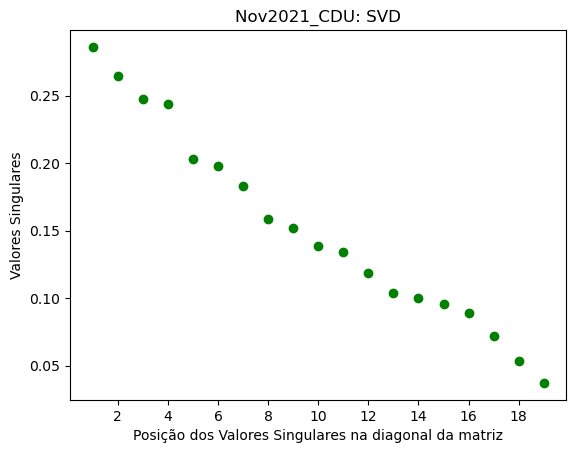 Nov2021_CDU: SVD
Valores Singulares
0.25
0.20
0.15
0.10
0.05
2 4 6 8 10 12 14 16 18
Posição dos Valores Singulares na diagonal da matriz